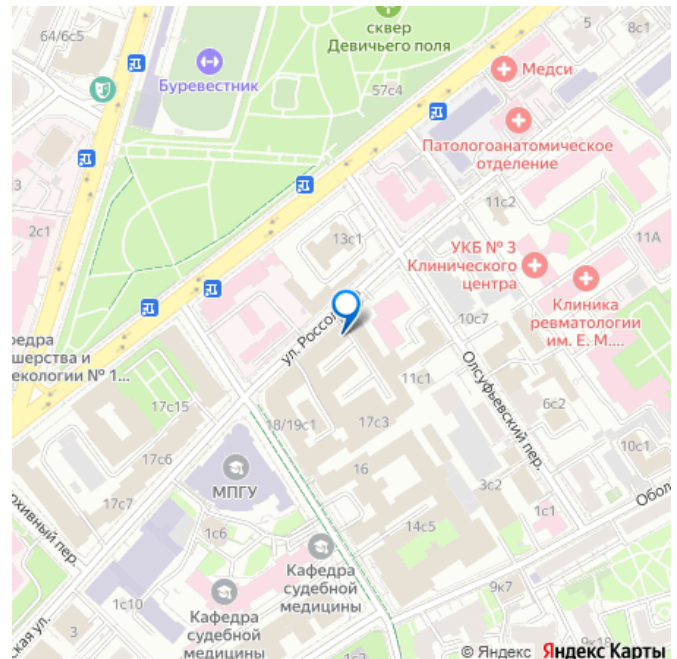 64/6с5
сквер
Девичьего поля
5
8с1
Буревестник
57с4
Медси
Патологоанатомическое
отделение
3
2с1
11с2
13с1
УКБ № 3
Клинического
центра
11А
Клиника
ревматологии
им. Е. М....
10с7
ул. Россо
федра
шерства и
екологии № 1...
Олсуфьевский пер.
11с1
17с15
18/19с1
17с3
6с2
17с6
МПГУ
16
10с1
17с7
3с2
Обол
1с6
14с5
1с1
рхивный пер.
Кафедра
судебной
медицины
9к7
1с10
Кафедра
судебной
медицины
3
ская ул.
9к18
© Яндекс Яндекс Карты